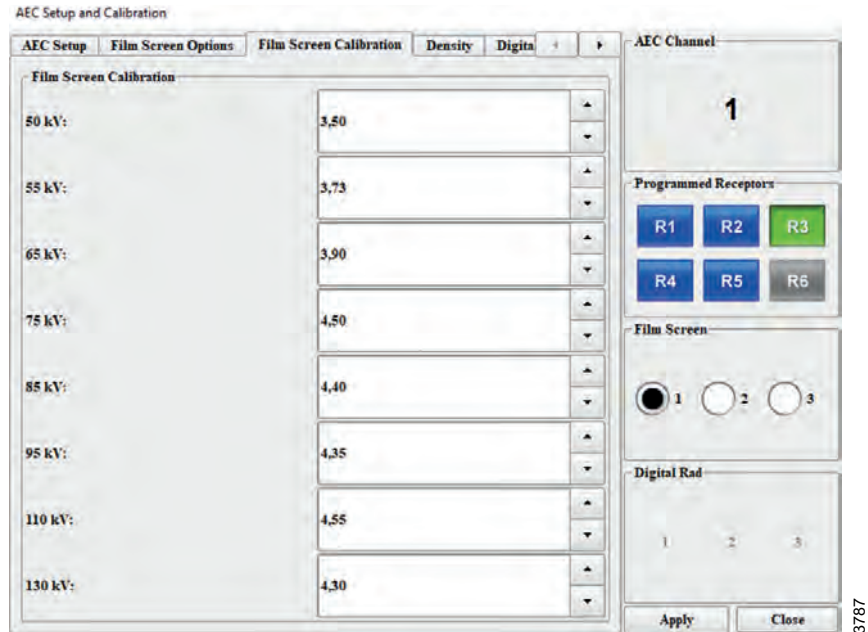 AEC Setup and Calibration
AEC Setup Film Screen Options Film Screen Calibration Density Digita
Film Screen Calibration
50 kV: 3,50
55 kV: 3,73
65 kV: 3,90
75 kV: 4,50
85 kV: 4,40
95 kV: 4,35
110 kV: 4,55
130 kV: 4,30
AEC Channel
1
Programmed Receptors
R1 R2 R3
R4 R5 R6
Film Screen
1 2 3
Digital Rad
1 2 3
Apply Close
3787